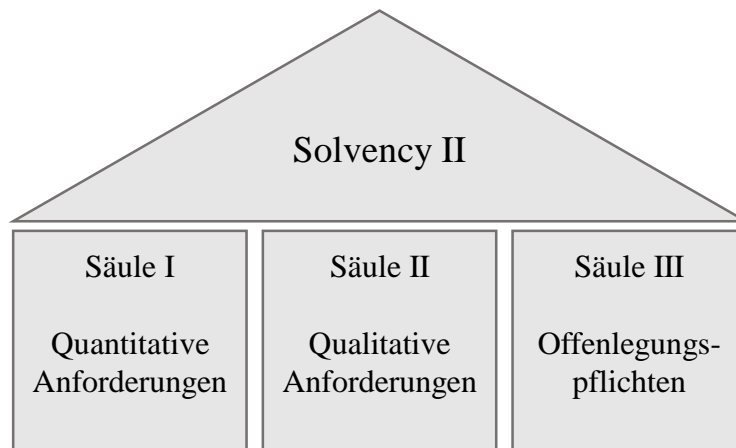 Solvency II
Säule I
Quantitative
Anforderungen
Säule II
Qualitative
Anforderungen
Säule III
Offenlegungs-
pflichten